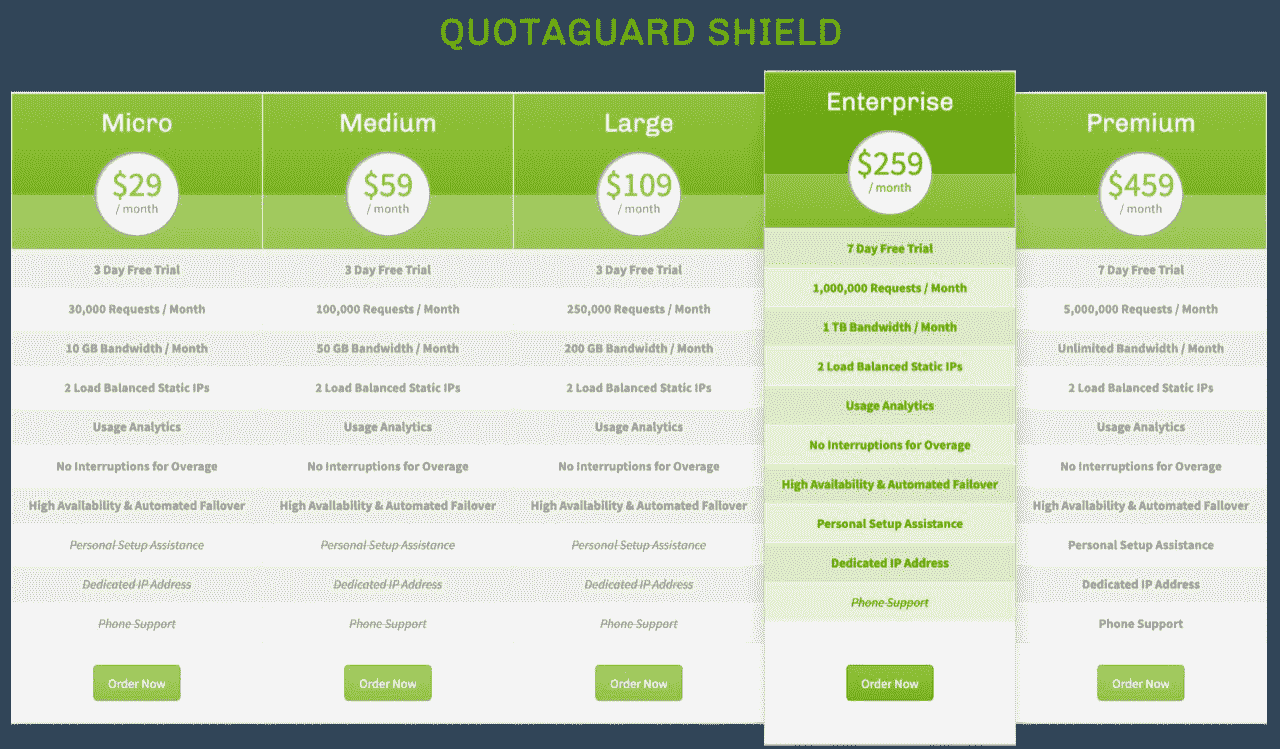 QUOTAGUARD SHIELD
Micro
$29
/ month
3 Day Free Trial
30,000 Requests / Month
10 GB Bandwidth / Month
2 Load Balanced Static IPs
Usage Analytics
No Interruptions for Overage
High Availability & Automated Failover
Personal Setup Assistance
Dedicated IP Address
Phone Support
Order Now
Medium
$59
/ month
3 Day Free Trial
100,000 Requests / Month
50 GB Bandwidth / Month
2 Load Balanced Static IPs
Usage Analytics
No Interruptions for Overage
High Availability & Automated Failover
Personal Setup Assistance
Dedicated IP Address
Phone Support
Order Now
Large
$109
/ month
3 Day Free Trial
250,000 Requests / Month
200 GB Bandwidth / Month
2 Load Balanced Static IPs
Usage Analytics
No Interruptions for Overage
High Availability & Automated Failover
Personal Setup Assistance
Dedicated IP Address
Phone Support
Order Now
Enterprise
$259
/ month
7 Day Free Trial
1,000,000 Requests / Month
1 TB Bandwidth / Month
2 Load Balanced Static IPs
Usage Analytics
No Interruptions for Overage
High Availability & Automated Failover
Personal Setup Assistance
Dedicated IP Address
Phone Support
Order Now
Premium
$459
/ month
7 Day Free Trial
5,000,000 Requests / Month
Unlimited Bandwidth / Month
2 Load Balanced Static IPs
Usage Analytics
No Interruptions for Overage
High Availability & Automated Failover
Personal Setup Assistance
Dedicated IP Address
Phone Support
Order Now